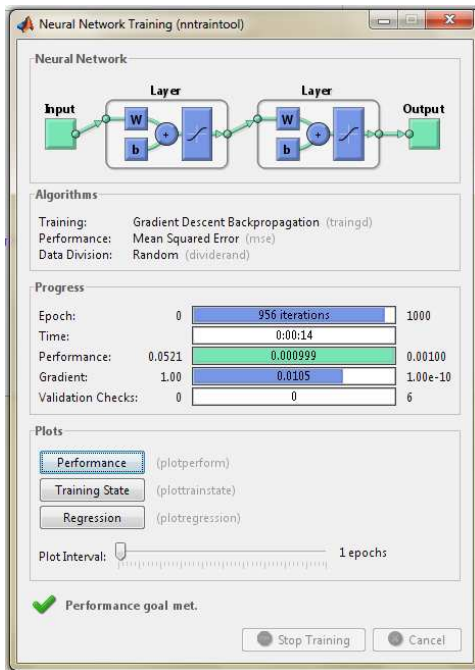 Neural Network Training (nntraintool)
Neural Network
Layer Layer
Input W b + W b + Output
Algorithms
Training: Gradient Descent Backpropagation (traingd)
Performance: Mean Squared Error (mse)
Data Division: Random (dividerand)
Progress
Epoch: 0 956 iterations 1000
Time: 0:00:14
Performance: 0.0521 0.000999 0.00100
Gradient: 1.00 0.0105 1.00e-10
Validation Checks: 0 0 6
Plots
Performance (plotperform)
Training State (plottrainstate)
Regression (plotregression)
Plot Interval: 1 epochs
Performance goal met.
Stop Training Cancel